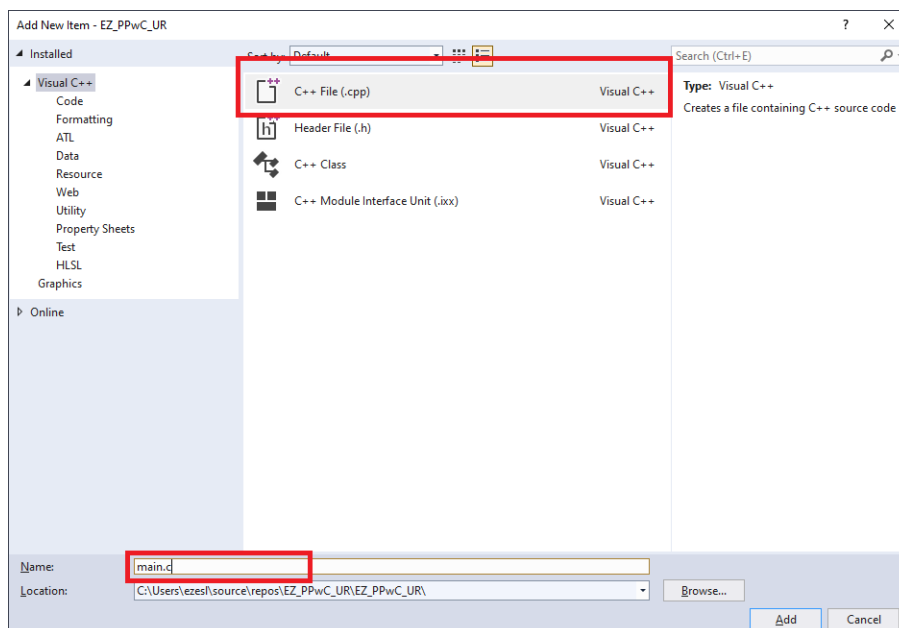 Add New Item - EZ_PPwC_UR ? ×
Installed
Sort by: Default
Search (Ctrl+E)
Visual C++
Code
Formatting
ATL
Data
Resource
Web
Utility
Property Sheets
Test
HLSL
Graphics
Online
C++ File (.cpp) Visual C++
Header File (.h) Visual C++
C++ Class Visual C++
C++ Module Interface Unit (.ixx) Visual C++
Type: Visual C++
Creates a file containing C++ source code
Name: main.c
Location: C:\Users\ezesl\source\repos\EZ_PPwC_UR\EZ_PPwC_UR\
Browse...
Add Cancel